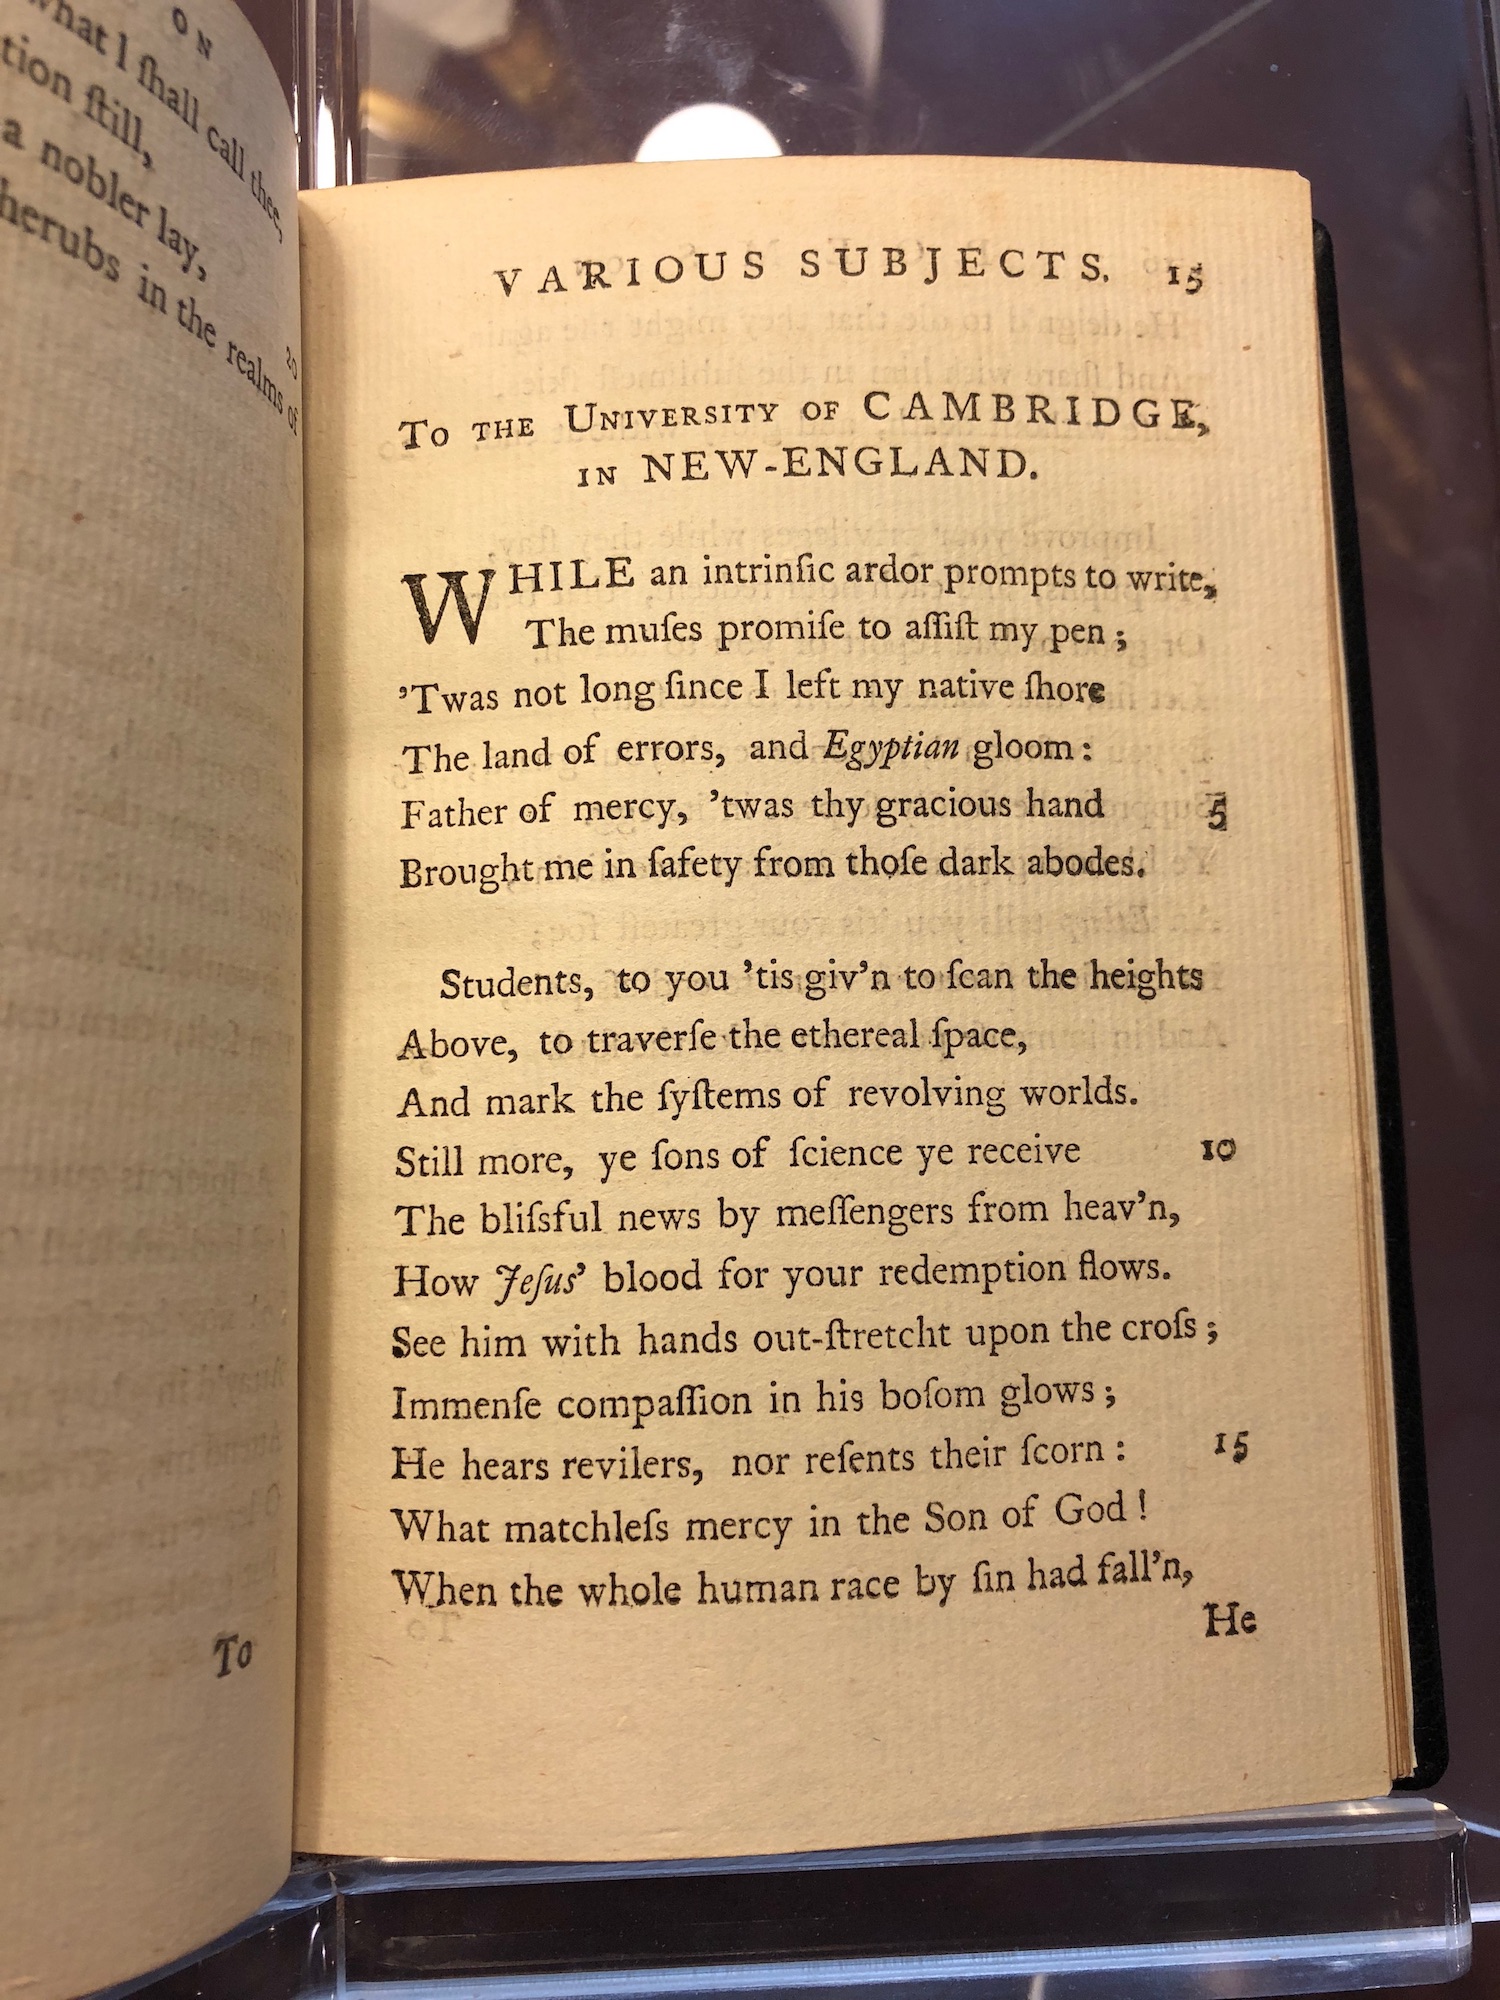 ON
what I ſhall call thee,
tion ſtill,
a nobler lay,
herubs in the realms of
20
To
VARIOUS SUBJECTS. 15
To the University of CAMBRIDGE,
in NEW-ENGLAND.
WHILE an intrinſic ardor prompts to write,
The muſes promiſe to aſſiſt my pen;
'Twas not long ſince I left my native ſhore
The land of errors, and Egyptian gloom:
Father of mercy, 'twas thy gracious hand 5
Brought me in ſafety from thoſe dark abodes.
Students, to you 'tis giv'n to ſcan the heights
Above, to traverſe the ethereal ſpace,
And mark the ſyſtems of revolving worlds.
Still more, ye ſons of ſcience ye receive 10
The bliſsful news by meſſengers from heav'n,
How Jeſus' blood for your redemption flows.
See him with hands out-ſtretcht upon the croſs;
Immenſe compaſſion in his boſom glows;
He hears revilers, nor reſents their ſcorn: 15
What matchleſs mercy in the Son of God!
When the whole human race by ſin had fall'n,
He